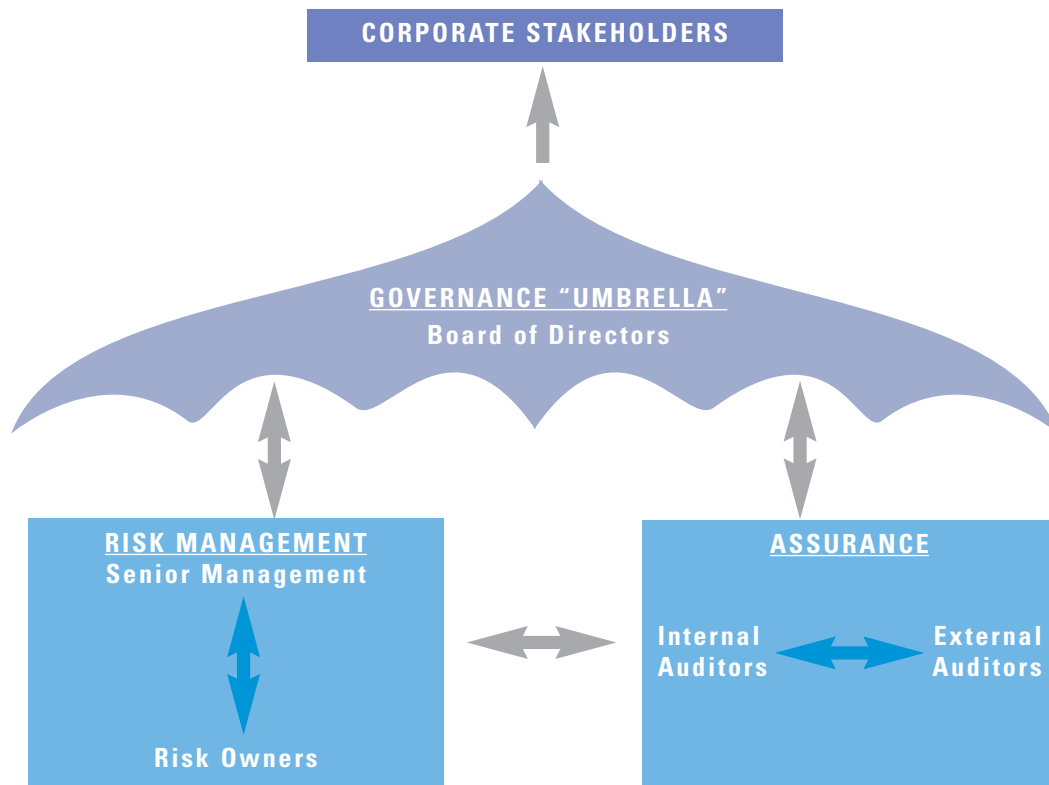 CORPORATE STAKEHOLDERS
GOVERNANCE “UMBRELLA”
Board of Directors
RISK MANAGEMENT
Senior Management
Risk Owners
ASSURANCE
Internal
Auditors
External
Auditors